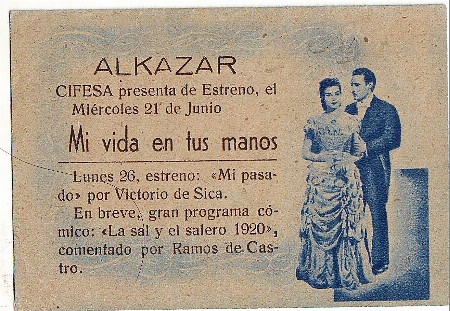 ALKAZAR
CIFESA presenta de Estreno, el
Miércoles 21 de Junio
Mi vida en tus manos
Lunes 26, estreno: «Mi pasa-
do» por Victorio de Sica.
En breve, gran programa có-
mico: «La sal y el salero 1920»,
comentado por Ramos de Cas-
tro.